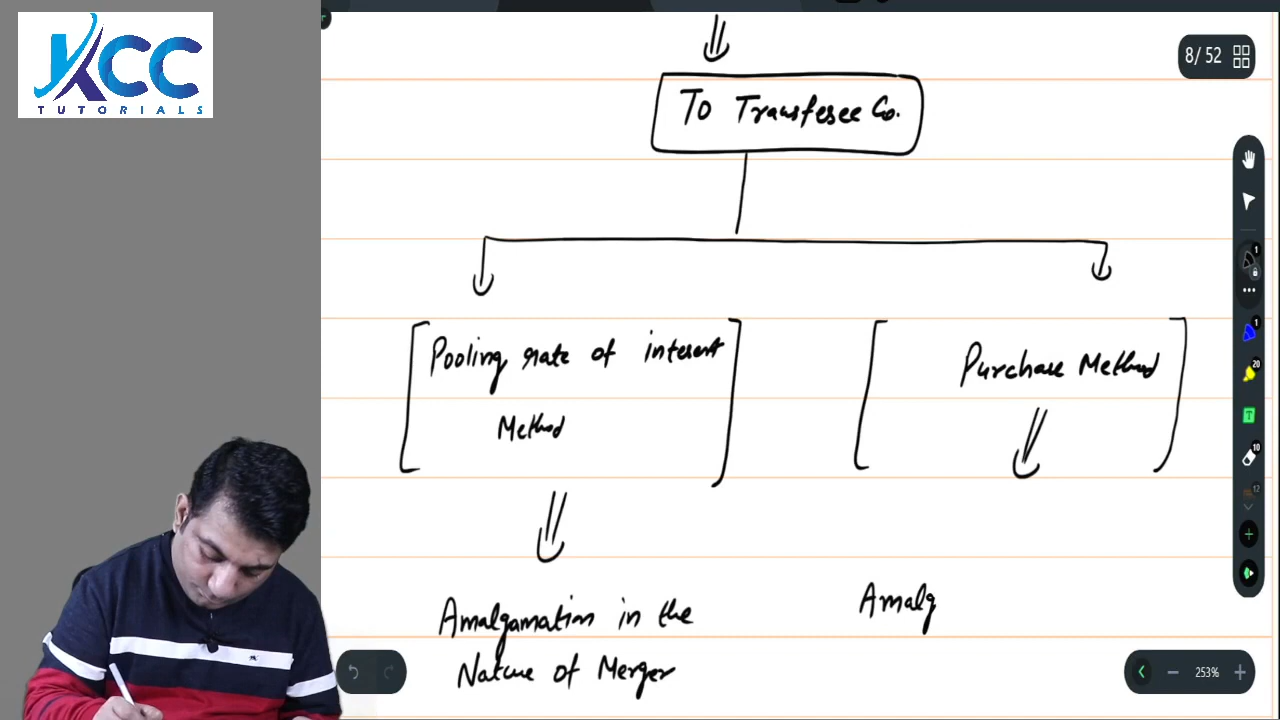 KCC
TUTORIALS
8/ 52
To Transferee Co.
Pooling rate of interest
Method
Purchase Method
Amalgamation in the
Nature of Merger
Amalg
253%